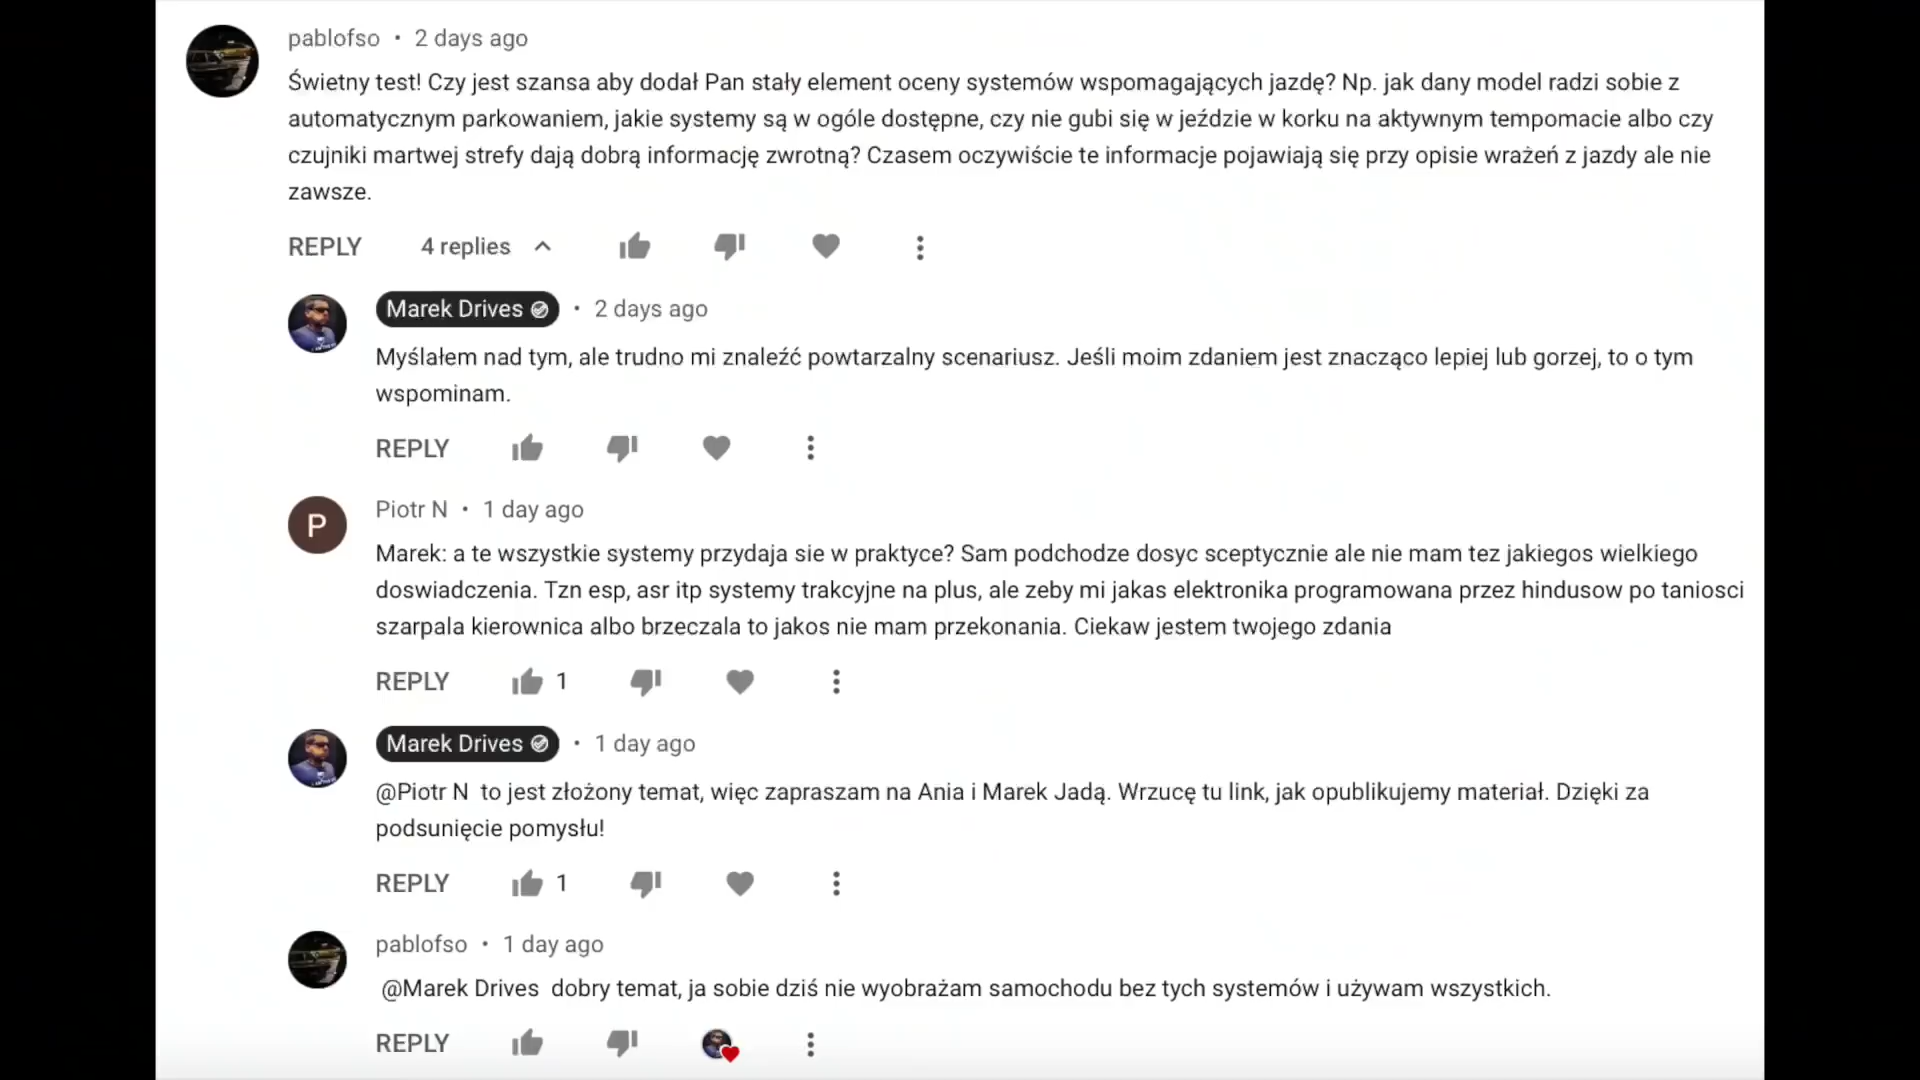 pablofso • 2 days ago
Świetny test! Czy jest szansa aby dodał Pan stały element oceny systemów wspomagających jazdę? Np. jak dany model radzi sobie z
automatycznym parkowaniem, jakie systemy są w ogóle dostępne, czy nie gubi się w jeździe w korku na aktywnym tempomacie albo czy
czujniki martwej strefy dają dobrą informację zwrotną? Czasem oczywiście te informacje pojawiają się przy opisie wrażeń z jazdy ale nie
zawsze.
REPLY 4 replies
Marek Drives • 2 days ago
Myślałem nad tym, ale trudno mi znaleźć powtarzalny scenariusz. Jeśli moim zdaniem jest znacząco lepiej lub gorzej, to o tym
wspominam.
REPLY
P
Piotr N • 1 day ago
Marek: a te wszystkie systemy przydaja sie w praktyce? Sam podchodze dosyc sceptycznie ale nie mam tez jakiegos wielkiego
doswiadczenia. Tzn esp, asr itp systemy trakcyjne na plus, ale zeby mi jakas elektronika programowana przez hindusow po taniosci
szarpala kierownica albo brzeczala to jakos nie mam przekonania. Ciekaw jestem twojego zdania
REPLY 1
Marek Drives • 1 day ago
@Piotr N to jest złożony temat, więc zapraszam na Ania i Marek Jadą. Wrzucę tu link, jak opublikujemy materiał. Dzięki za
podsunięcie pomysłu!
REPLY 1
pablofso • 1 day ago
@Marek Drives dobry temat, ja sobie dziś nie wyobrażam samochodu bez tych systemów i używam wszystkich.
REPLY